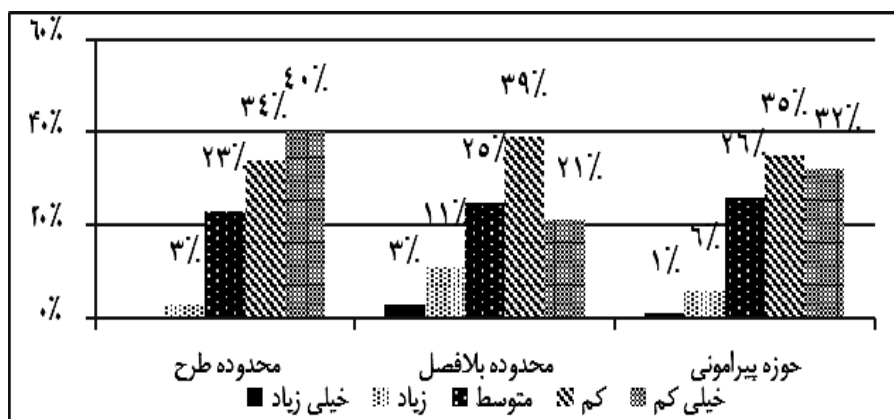 ۶۰٪
۴۰٪
۲۰٪
۰٪
۳٪ ۲۳٪ ۳۴٪ ۴۰٪
۳٪ ۱۱٪ ۲۵٪ ۳۹٪ ۲۱٪
۱٪ ۶٪ ۲۶٪ ۳۵٪ ۳۲٪
محدوده طرح
محدوده بلافصل
حوزه پیرامونی
خیلی زیاد
زیاد
متوسط
کم
خیلی کم